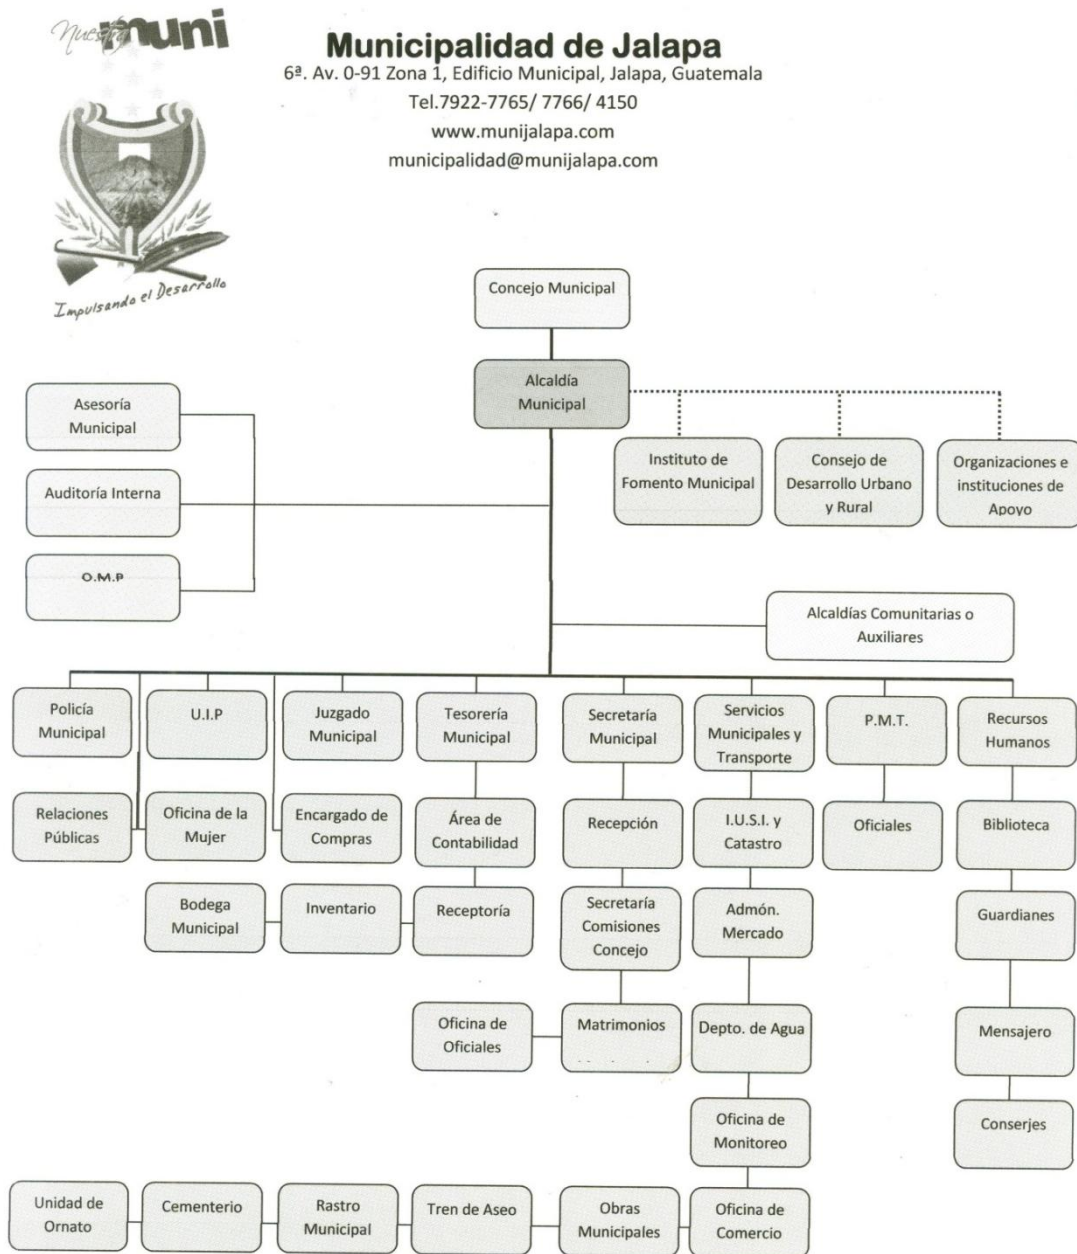 Nuestra muni
Municipalidad de Jalapa
6ª. Av. 0-91 Zona 1, Edificio Municipal, Jalapa, Guatemala
Tel.7922-7765/ 7766/ 4150
www.munijalapa.com
municipalidad@munijalapa.com
Impulsando el Desarrollo
Concejo Municipal
Alcaldía
Municipal
Asesoría
Municipal
Auditoría Interna
O.M.P
Instituto de
Fomento Municipal
Consejo de
Desarrollo Urbano
y Rural
Organizaciones e
instituciones de
Apoyo
Alcaldías Comunitarias o
Auxiliares
Policía
Municipal
U.I.P
Juzgado
Municipal
Tesorería
Municipal
Secretaría
Municipal
Servicios
Municipales y
Transporte
P.M.T.
Recursos
Humanos
Relaciones
Públicas
Oficina de la
Mujer
Encargado de
Compras
Área de
Contabilidad
Recepción
I.U.S.I. y
Catastro
Oficiales
Biblioteca
Bodega
Municipal
Inventario
Receptoría
Secretaría
Comisiones
Concejo
Admón.
Mercado
Guardianes
Oficina de
Oficiales
Matrimonios
Depto. de Agua
Mensajero
Oficina de
Monitoreo
Conserjes
Unidad de
Ornato
Cementerio
Rastro
Municipal
Tren de Aseo
Obras
Municipales
Oficina de
Comercio